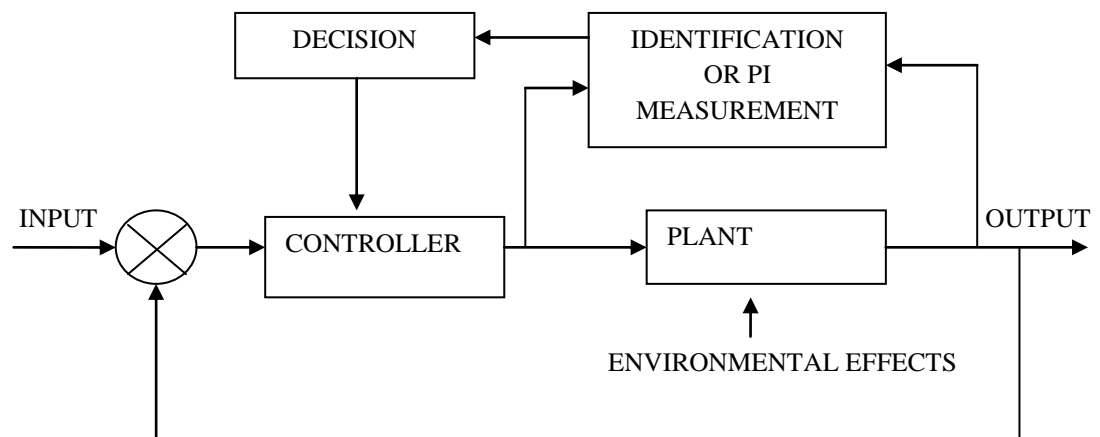 DECISION
IDENTIFICATION
OR PI
MEASUREMENT
INPUT
CONTROLLER
PLANT
OUTPUT
ENVIRONMENTAL EFFECTS